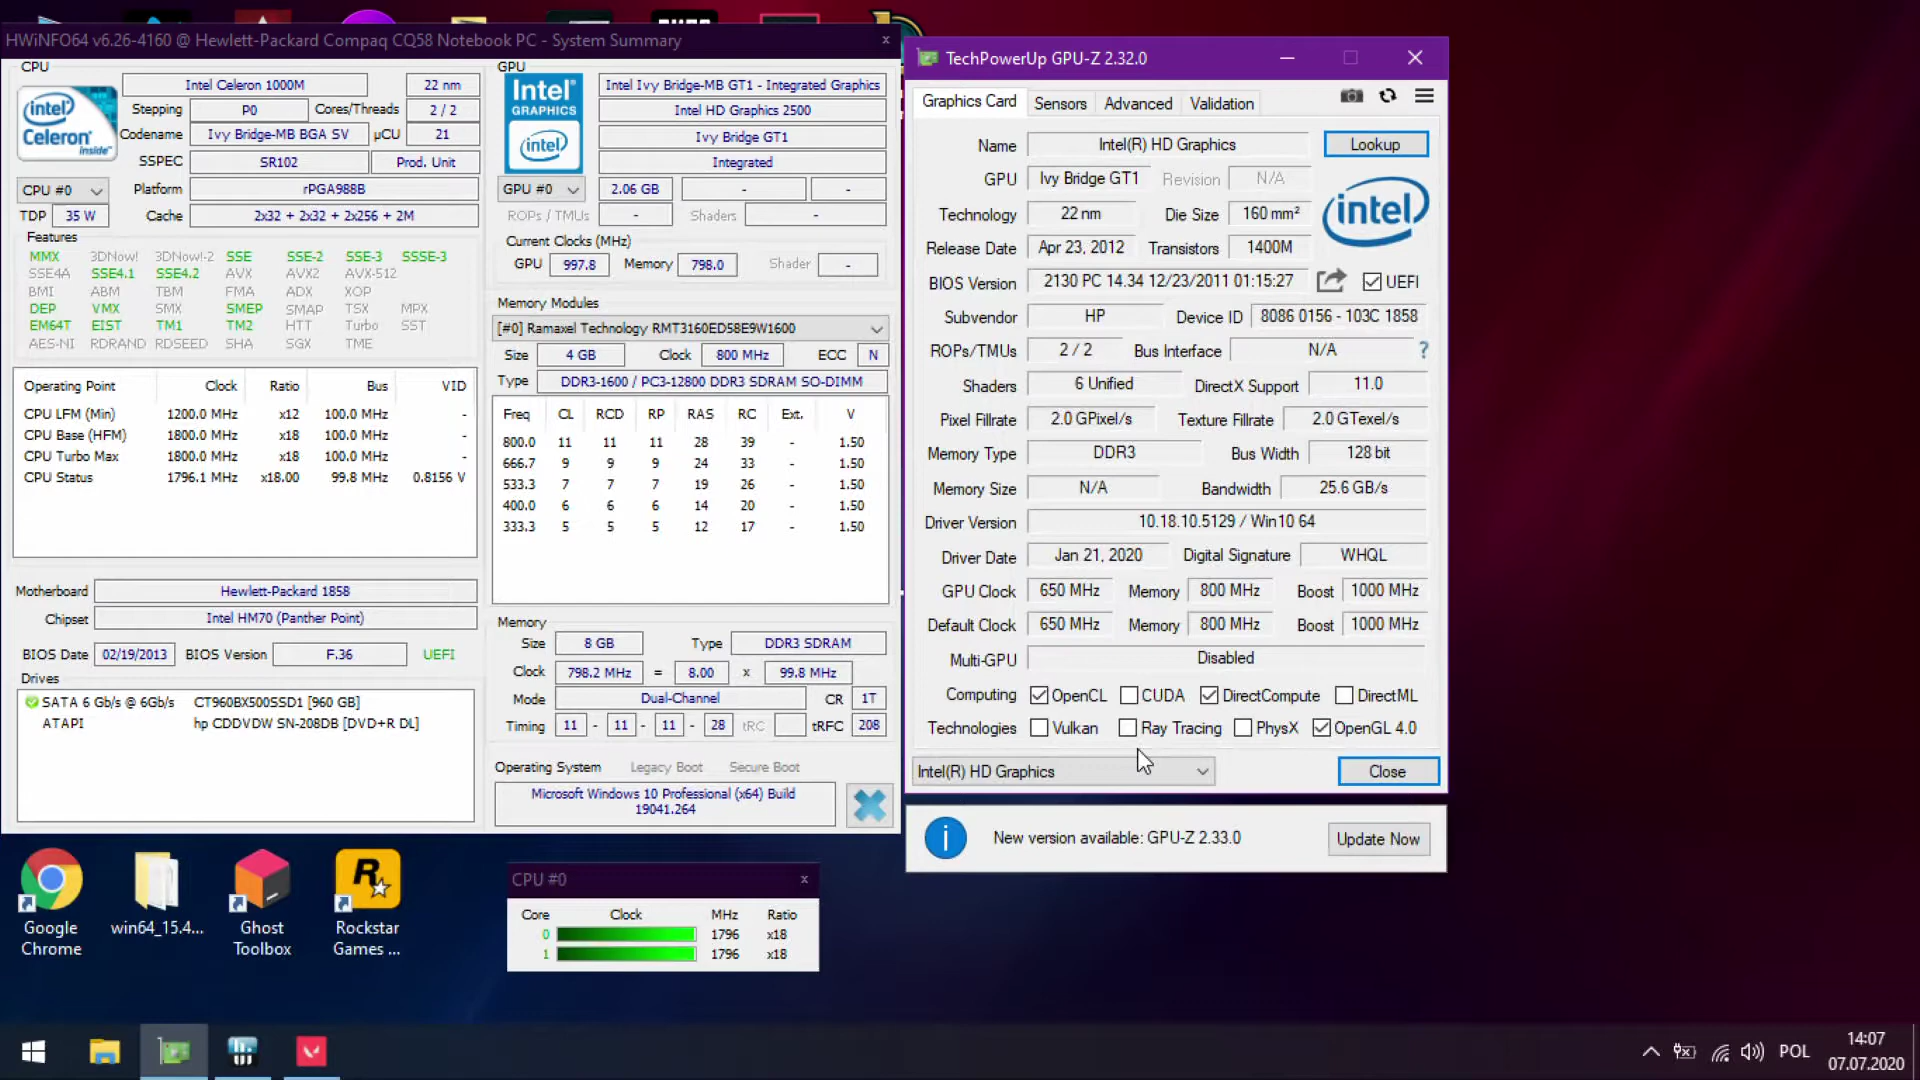 HWiNFO64 v6.26-4160 @ Hewlett-Packard Compaq CQ58 Notebook PC - System Summary x
CPU
intel
Celeron
inside
Intel Celeron 1000M 22 nm
Stepping P0 Cores/Threads 2 / 2
Codename Ivy Bridge-MB BGA SV µCU 21
SSPEC SR102 Prod. Unit
CPU #0 Platform rPGA988B
TDP 35 W Cache 2x32 + 2x32 + 2x256 + 2M
Features
MMX 3DNow! 3DNow!-2 SSE SSE-2 SSE-3 SSSE-3
SSE4A SSE4.1 SSE4.2 AVX AVX2 AVX-512
BMI ABM TBM FMA ADX XOP
DEP VMX SMX SMEP SMAP TSX MPX
EM64T EIST TM1 TM2 HTT Turbo SST
AES-NI RDRAND RDSEED SHA SGX TME
Operating Point Clock Ratio Bus VID
CPU LFM (Min) 1200.0 MHz x12 100.0 MHz -
CPU Base (HFM) 1800.0 MHz x18 100.0 MHz -
CPU Turbo Max 1800.0 MHz x18 100.0 MHz -
CPU Status 1796.1 MHz x18.00 99.8 MHz 0.8156 V
Motherboard Hewlett-Packard 1858
Chipset Intel HM70 (Panther Point)
BIOS Date 02/19/2013 BIOS Version F.36 UEFI
Drives
SATA 6 Gb/s @ 6Gb/s CT960BX500SSD1 [960 GB]
ATAPI hp CDDVDW SN-208DB [DVD+R DL]
GPU
Intel
GRAPHICS
intel
Intel Ivy Bridge-MB GT1 - Integrated Graphics
Intel HD Graphics 2500
Ivy Bridge GT1
Integrated
GPU #0 2.06 GB - -
ROPs / TMUs - Shaders -
Current Clocks (MHz)
GPU 997.8 Memory 798.0 Shader -
Memory Modules
[#0] Ramaxel Technology RMT3160ED58E9W1600
Size 4 GB Clock 800 MHz ECC N
Type DDR3-1600 / PC3-12800 DDR3 SDRAM SO-DIMM
Freq CL RCD RP RAS RC Ext. V
800.0 11 11 11 28 39 - 1.50
666.7 9 9 9 24 33 - 1.50
533.3 7 7 7 19 26 - 1.50
400.0 6 6 6 14 20 - 1.50
333.3 5 5 5 12 17 - 1.50
Memory
Size 8 GB Type DDR3 SDRAM
Clock 798.2 MHz = 8.00 x 99.8 MHz
Mode Dual-Channel CR 1T
Timing 11 - 11 - 11 - 28 tRC tRFC 208
Operating System Legacy Boot Secure Boot
Microsoft Windows 10 Professional (x64) Build
19041.264
TechPowerUp GPU-Z 2.32.0
Graphics Card Sensors Advanced Validation
Name Intel(R) HD Graphics Lookup
GPU Ivy Bridge GT1 Revision N/A
intel
Technology 22 nm Die Size 160 mm²
Release Date Apr 23, 2012 Transistors 1400M
BIOS Version 2130 PC 14.34 12/23/2011 01:15:27 UEFI
Subvendor HP Device ID 8086 0156 - 103C 1858
ROPs/TMUs 2 / 2 Bus Interface N/A ?
Shaders 6 Unified DirectX Support 11.0
Pixel Fillrate 2.0 GPixel/s Texture Fillrate 2.0 GTexel/s
Memory Type DDR3 Bus Width 128 bit
Memory Size N/A Bandwidth 25.6 GB/s
Driver Version 10.18.10.5129 / Win10 64
Driver Date Jan 21, 2020 Digital Signature WHQL
GPU Clock 650 MHz Memory 800 MHz Boost 1000 MHz
Default Clock 650 MHz Memory 800 MHz Boost 1000 MHz
Multi-GPU Disabled
Computing OpenCL CUDA DirectCompute DirectML
Technologies Vulkan Ray Tracing PhysX OpenGL 4.0
Intel(R) HD Graphics Close
New version available: GPU-Z 2.33.0 Update Now
Google
Chrome
win64_15.4...
Ghost
Toolbox
Rockstar
Games ...
CPU #0 x
Core Clock MHz Ratio
0 1796 x18
1 1796 x18
POL
14:07
07.07.2020